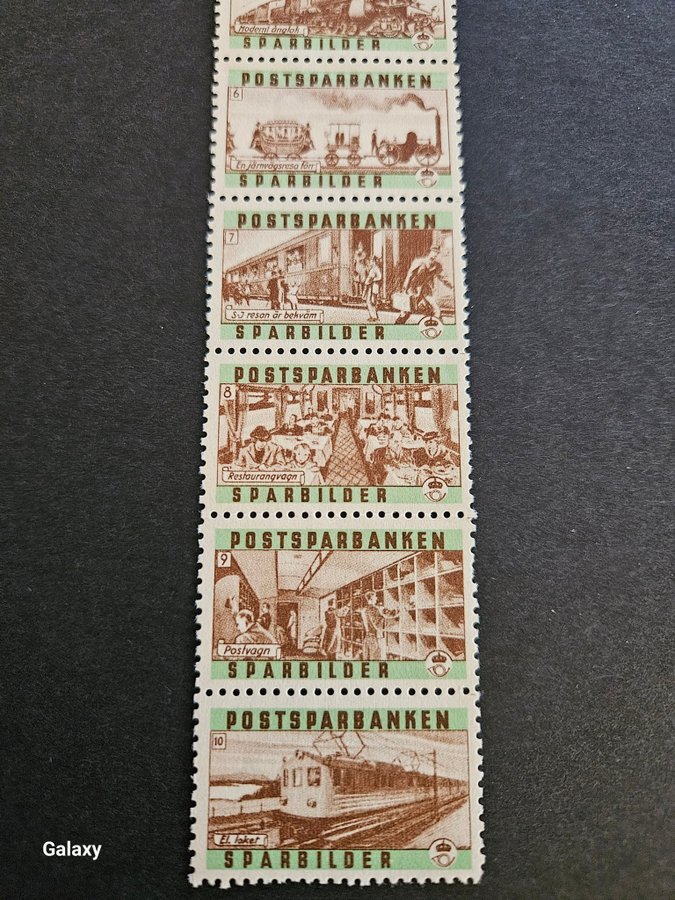 Modernt ånglok
SPARBILDER
POSTSPARBANKEN
6
En järnvägsresa förr
SPARBILDER
POSTSPARBANKEN
7
S·J resan är bekväm
SPARBILDER
POSTSPARBANKEN
8
Restaurangvagn
SPARBILDER
POSTSPARBANKEN
9
Postvagn
SPARBILDER
POSTSPARBANKEN
10
El. loket
SPARBILDER
Galaxy